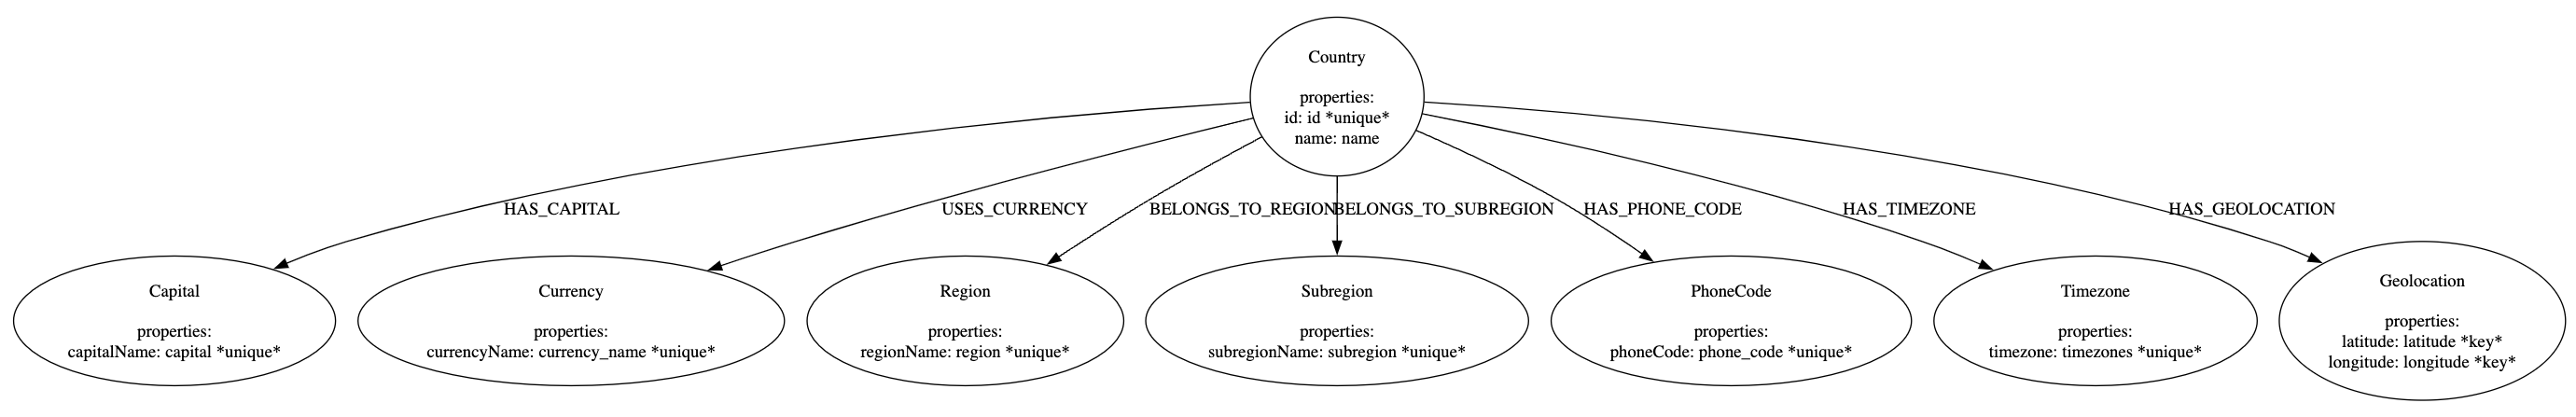 Country
properties:
id: id *unique*
name: name
HAS_CAPITAL
USES_CURRENCY
BELONGS_TO_REGION
BELONGS_TO_SUBREGION
HAS_PHONE_CODE
HAS_TIMEZONE
HAS_GEOLOCATION
Capital
properties:
capitalName: capital *unique*
Currency
properties:
currencyName: currency_name *unique*
Region
properties:
regionName: region *unique*
Subregion
properties:
subregionName: subregion *unique*
PhoneCode
properties:
phoneCode: phone_code *unique*
Timezone
properties:
timezone: timezones *unique*
Geolocation
properties:
latitude: latitude *key*
longitude: longitude *key*